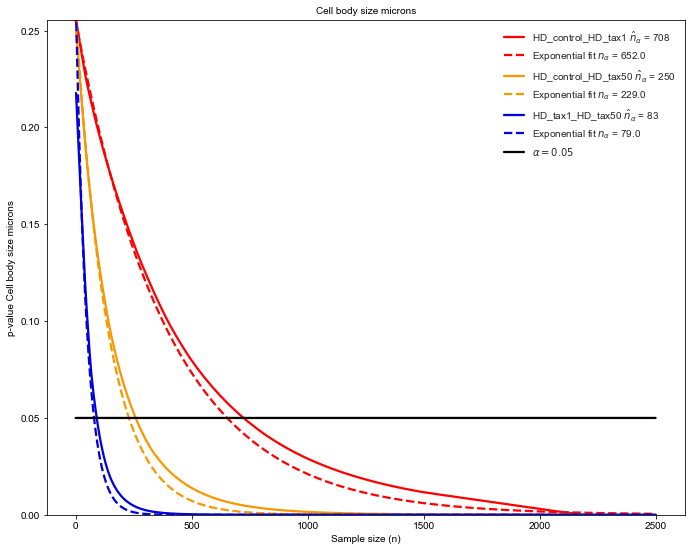 Cell body size microns
HD_control_HD_tax1 n̂α = 708
Exponential fit nα = 652.0
HD_control_HD_tax50 n̂α = 250
Exponential fit nα = 229.0
HD_tax1_HD_tax50 n̂α = 83
Exponential fit nα = 79.0
α = 0.05
p-value Cell body size microns
0.25
0.20
0.15
0.10
0.05
0.00
0 500 1000 1500 2000 2500
Sample size (n)